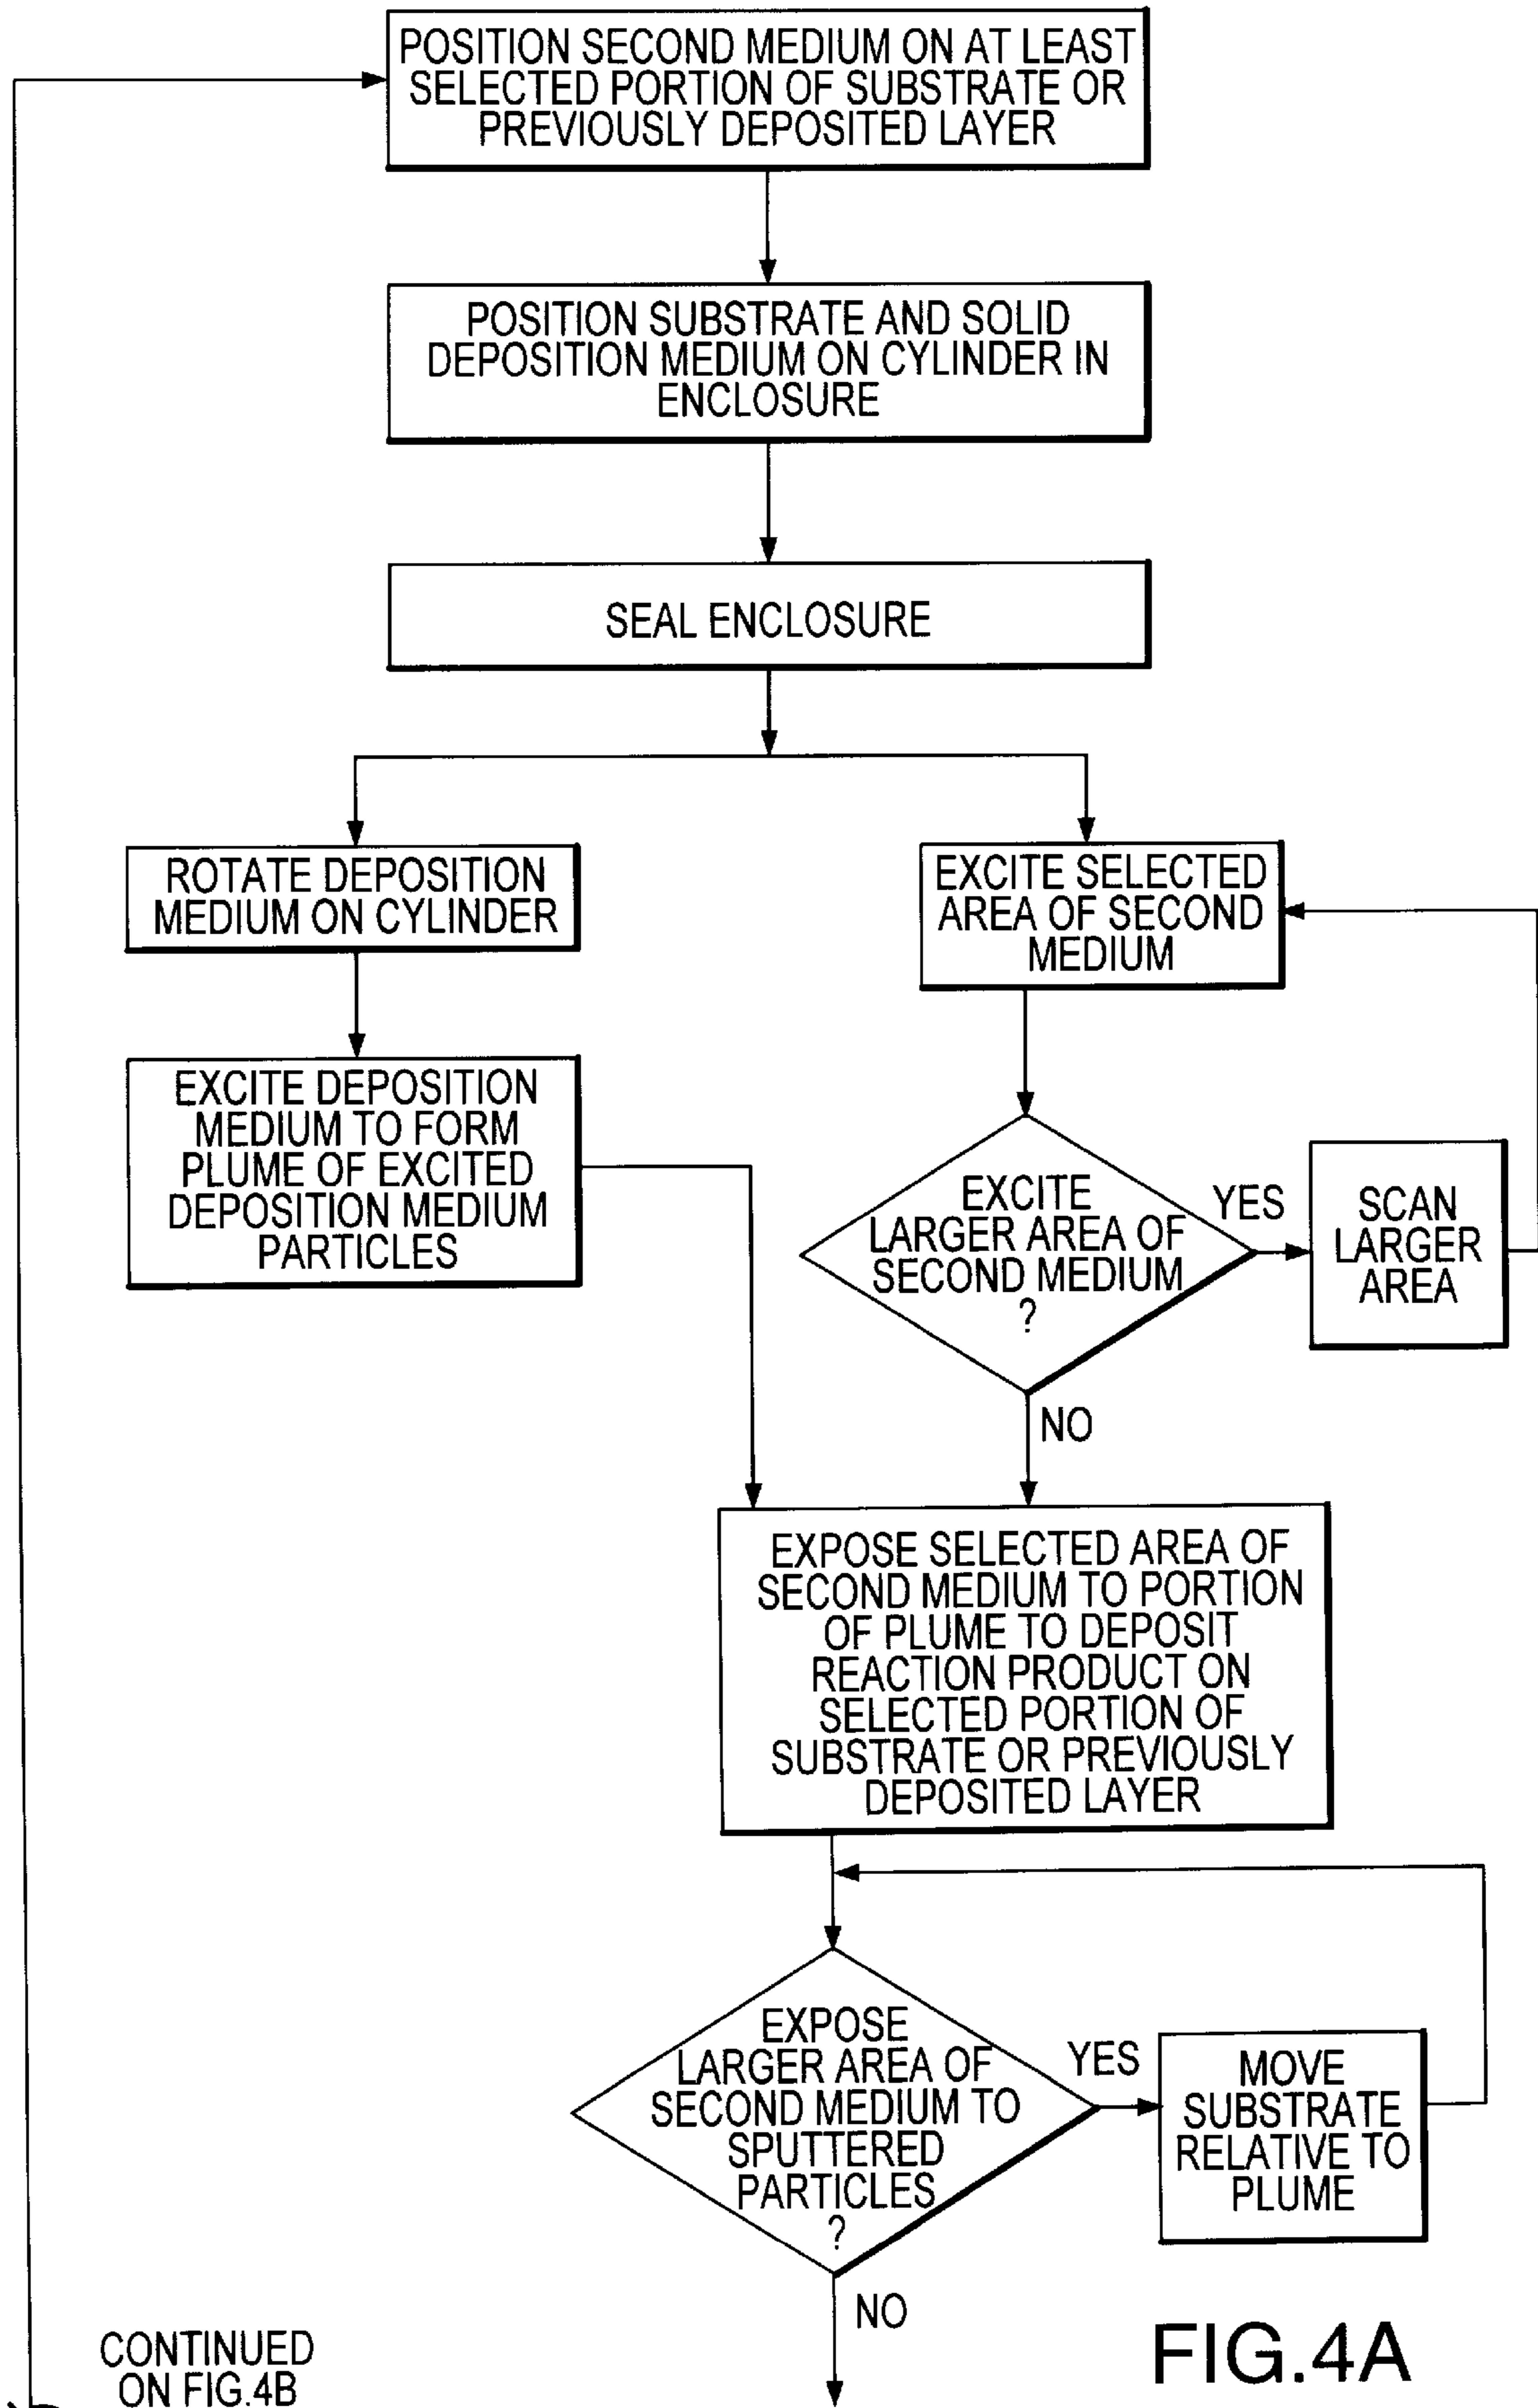 POSITION SECOND MEDIUM ON AT LEAST
SELECTED PORTION OF SUBSTRATE OR
PREVIOUSLY DEPOSITED LAYER
POSITION SUBSTRATE AND SOLID
DEPOSITION MEDIUM ON CYLINDER IN
ENCLOSURE
SEAL ENCLOSURE
ROTATE DEPOSITION
MEDIUM ON CYLINDER
EXCITE SELECTED
AREA OF SECOND
MEDIUM
EXCITE DEPOSITION
MEDIUM TO FORM
PLUME OF EXCITED
DEPOSITION MEDIUM
PARTICLES
EXCITE
LARGER AREA OF
SECOND MEDIUM
?
YES
SCAN
LARGER
AREA
NO
EXPOSE SELECTED AREA OF
SECOND MEDIUM TO PORTION
OF PLUME TO DEPOSIT
REACTION PRODUCT ON
SELECTED PORTION OF
SUBSTRATE OR PREVIOUSLY
DEPOSITED LAYER
EXPOSE
LARGER AREA OF
SECOND MEDIUM TO
SPUTTERED
PARTICLES
?
YES
MOVE
SUBSTRATE
RELATIVE TO
PLUME
NO
CONTINUED
ON FIG.4B
FIG.4A